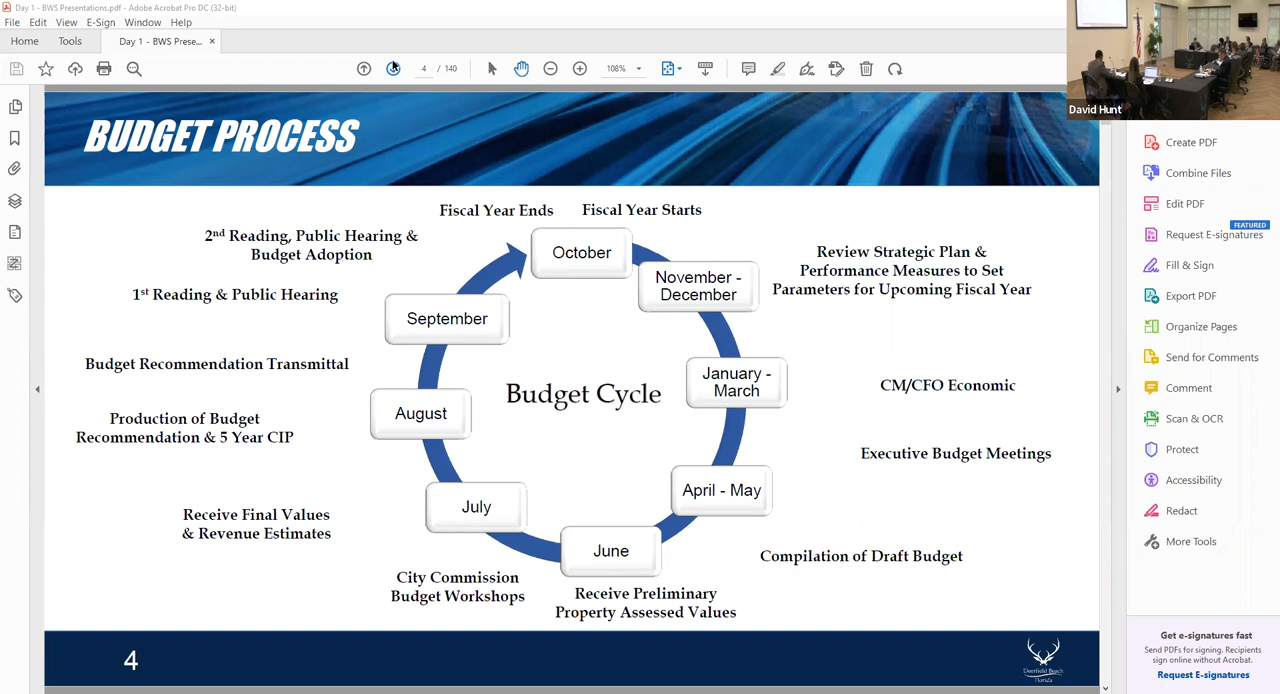 Day 1 - BWS Presentations.pdf - Adobe Acrobat Pro DC (32-bit)
File Edit View E-Sign Window Help
Home Tools Day 1 - BWS Prese... ×
4 / 140 108%
David Hunt
BUDGET PROCESS
Fiscal Year Ends Fiscal Year Starts
2nd Reading, Public Hearing &
Budget Adoption
October
Review Strategic Plan &
Performance Measures to Set
Parameters for Upcoming Fiscal Year
November -
December
1st Reading & Public Hearing
September
Budget Recommendation Transmittal
January -
March
CM/CFO Economic
Budget Cycle
August
Production of Budget
Recommendation & 5 Year CIP
Executive Budget Meetings
April - May
July
Receive Final Values
& Revenue Estimates
June
Compilation of Draft Budget
City Commission
Budget Workshops
Receive Preliminary
Property Assessed Values
4
Deerfield Beach
Florida
Create PDF
Combine Files
Edit PDF
FEATURED
Request E-signatures
Fill & Sign
Export PDF
Organize Pages
Send for Comments
Comment
Scan & OCR
Protect
Accessibility
Redact
More Tools
Get e-signatures fast
Send PDFs for signing. Recipients
sign online without Acrobat.
Request E-signatures